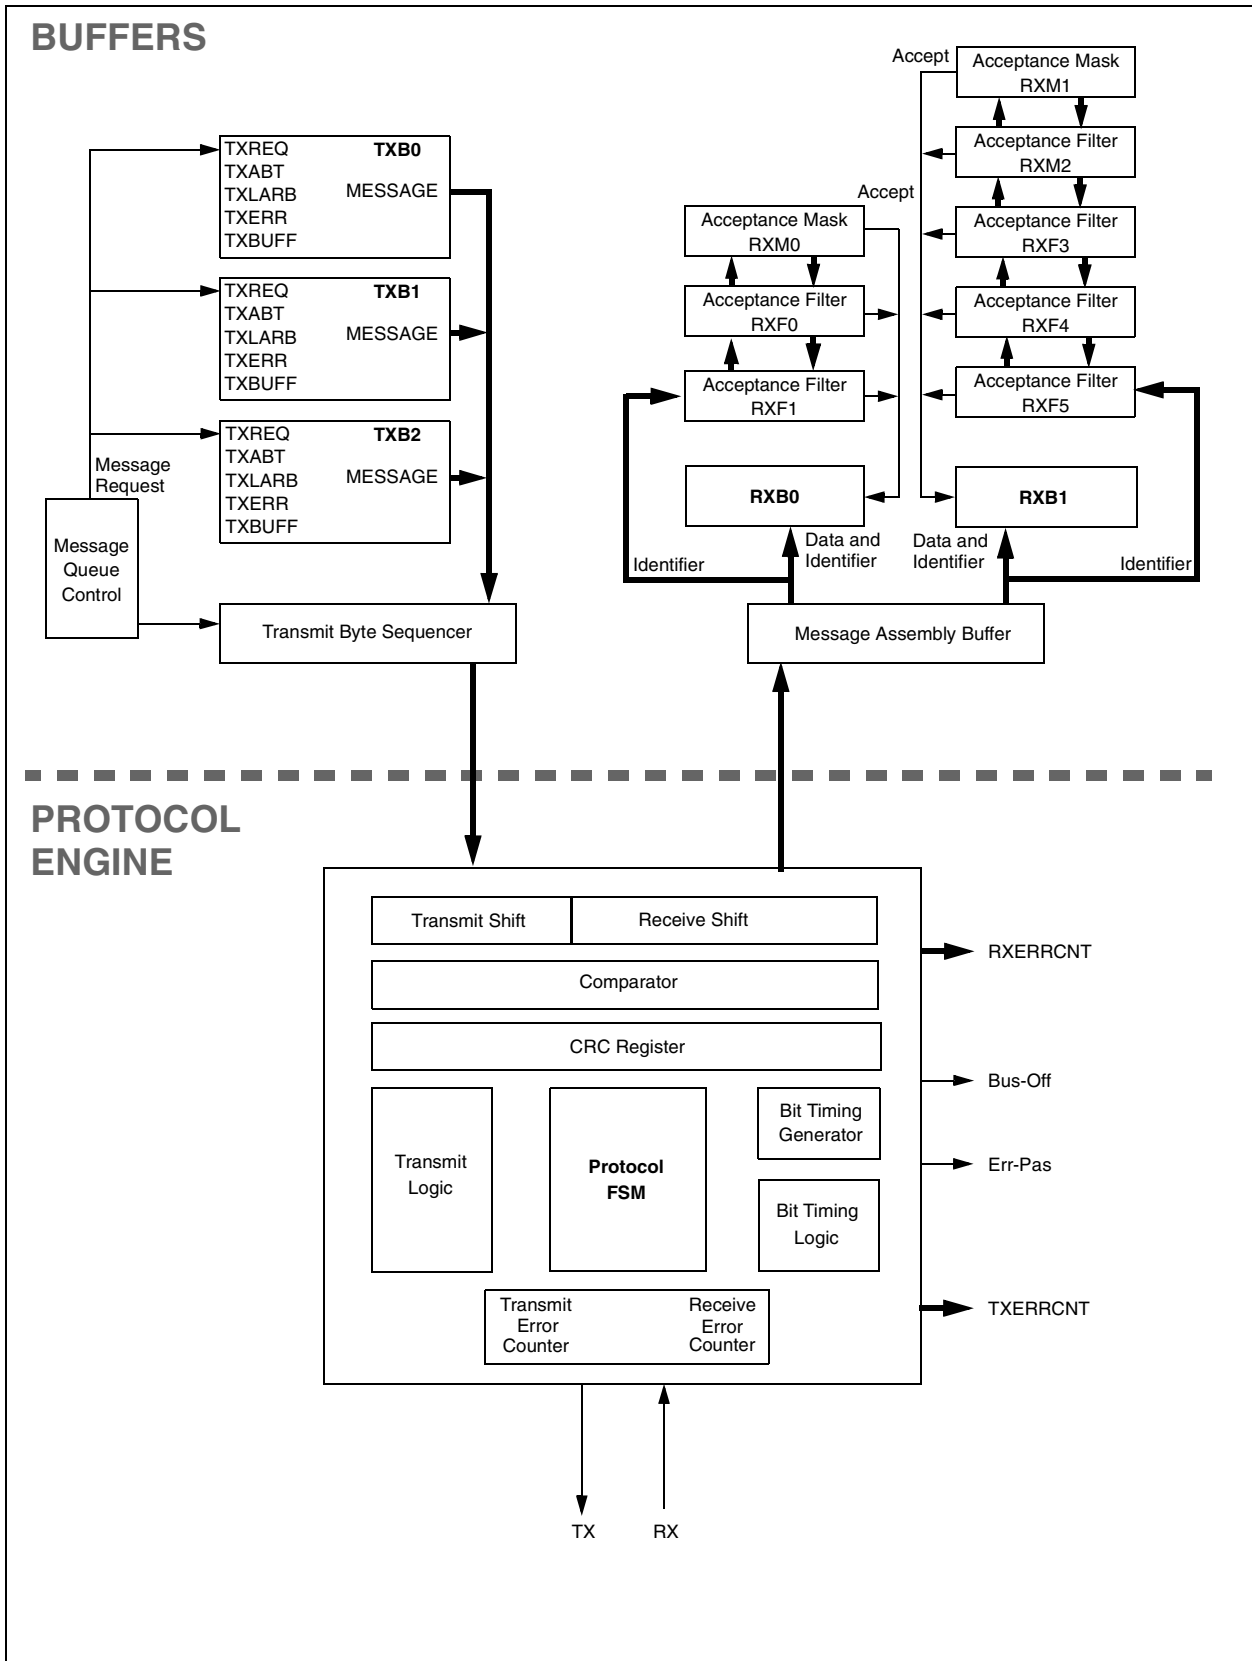 BUFFERS
TXREQ TXB0
TXABT
TXLARB MESSAGE
TXERR
TXBUFF
TXREQ TXB1
TXABT
TXLARB MESSAGE
TXERR
TXBUFF
TXREQ TXB2
TXABT
TXLARB MESSAGE
TXERR
TXBUFF
Message
Request
Message
Queue
Control
Transmit Byte Sequencer
Accept
Acceptance Mask
RXM1
Acceptance Filter
RXM2
Accept
Acceptance Mask
RXM0
Acceptance Filter
RXF3
Acceptance Filter
RXF0
Acceptance Filter
RXF4
Acceptance Filter
RXF1
Acceptance Filter
RXF5
RXB0
RXB1
Identifier
Data and
Identifier
Data and
Identifier
Identifier
Message Assembly Buffer
PROTOCOL
ENGINE
Transmit Shift
Receive Shift
Comparator
CRC Register
Transmit
Logic
Protocol
FSM
Bit Timing
Generator
Bit Timing
Logic
Transmit
Error
Counter
Receive
Error
Counter
RXERRCNT
Bus-Off
Err-Pas
TXERRCNT
TX
RX